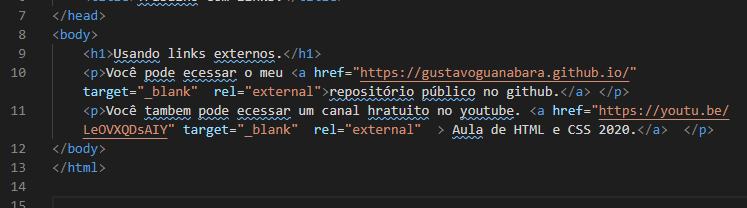 7 </head>
8 <body>
9 <h1>Usando links externos.</h1>
10 <p>Você pode ecessar o meu <a href="https://gustavoguanabara.github.io/"
target="_blank"  rel="external">repositório público no github.</a> </p>
11 <p>Você tambem pode ecessar um canal hratuito no youtube. <a href="https://youtu.be/
LeOVXQDsAIY" target="_blank"  rel="external"  > Aula de HTML e CSS 2020.</a>  </p>
12 </body>
13 </html>
14
15